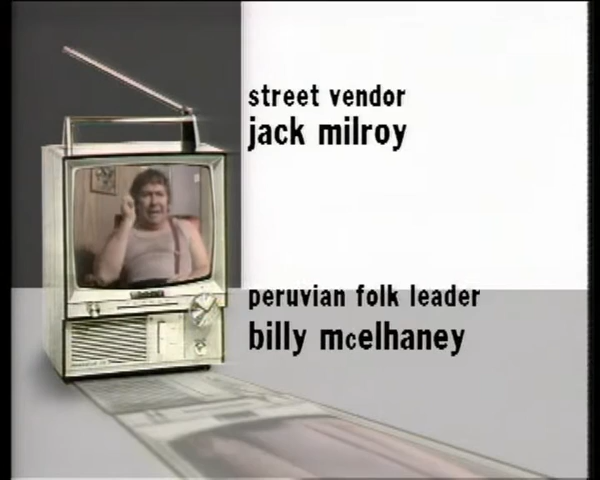 street vendor
jack milroy
peruvian folk leader
billy mcelhaney